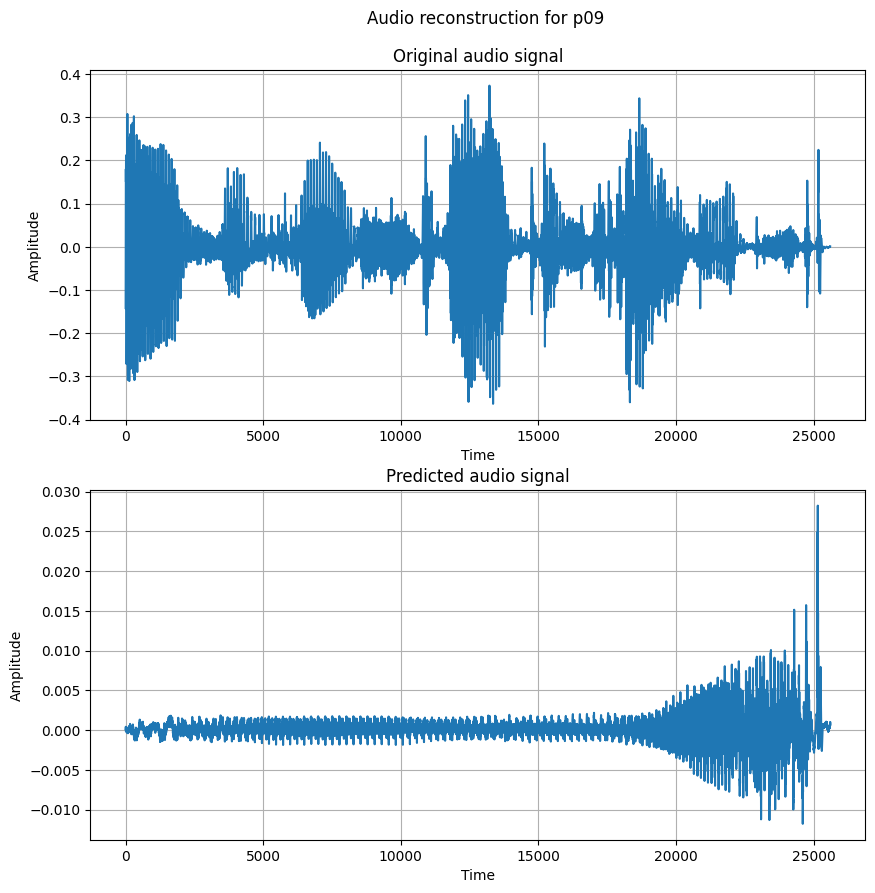 Audio reconstruction for p09
Original audio signal
0.4
0.3
0.2
0.1
0.0
−0.1
−0.2
−0.3
−0.4
Amplitude
0 5000 10000 15000 20000 25000
Time
Predicted audio signal
0.030
0.025
0.020
0.015
0.010
0.005
0.000
−0.005
−0.010
Amplitude
0 5000 10000 15000 20000 25000
Time